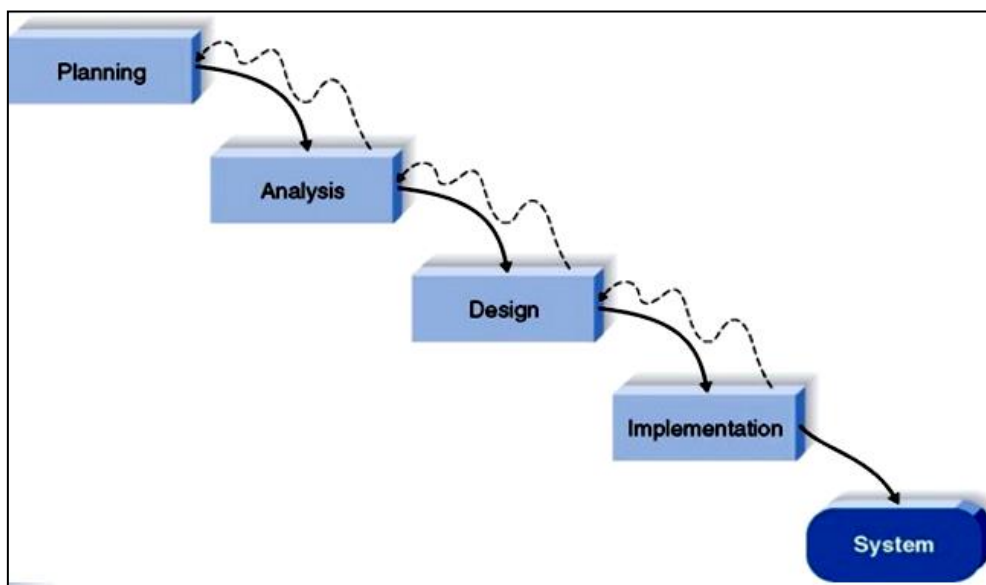 Planning
Analysis
Design
Implementation
System